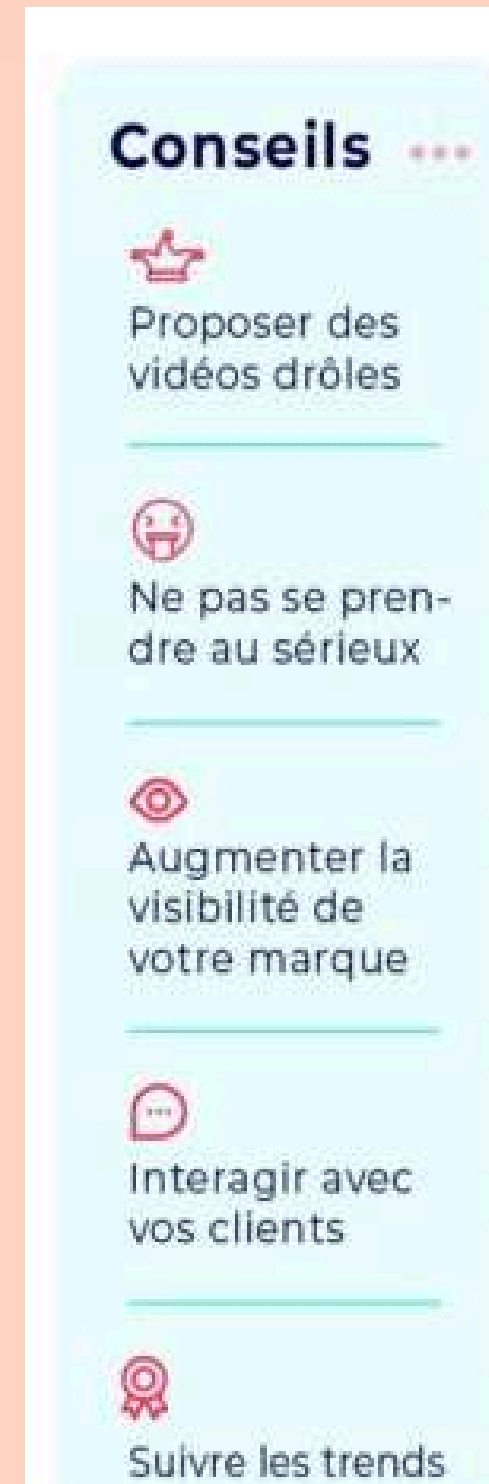 Conseils
Proposer des
vidéos drôles
Ne pas se pren-
dre au sérieux
Augmenter la
visibilité de
votre marque
Interagir avec
vos clients
Suivre les trends